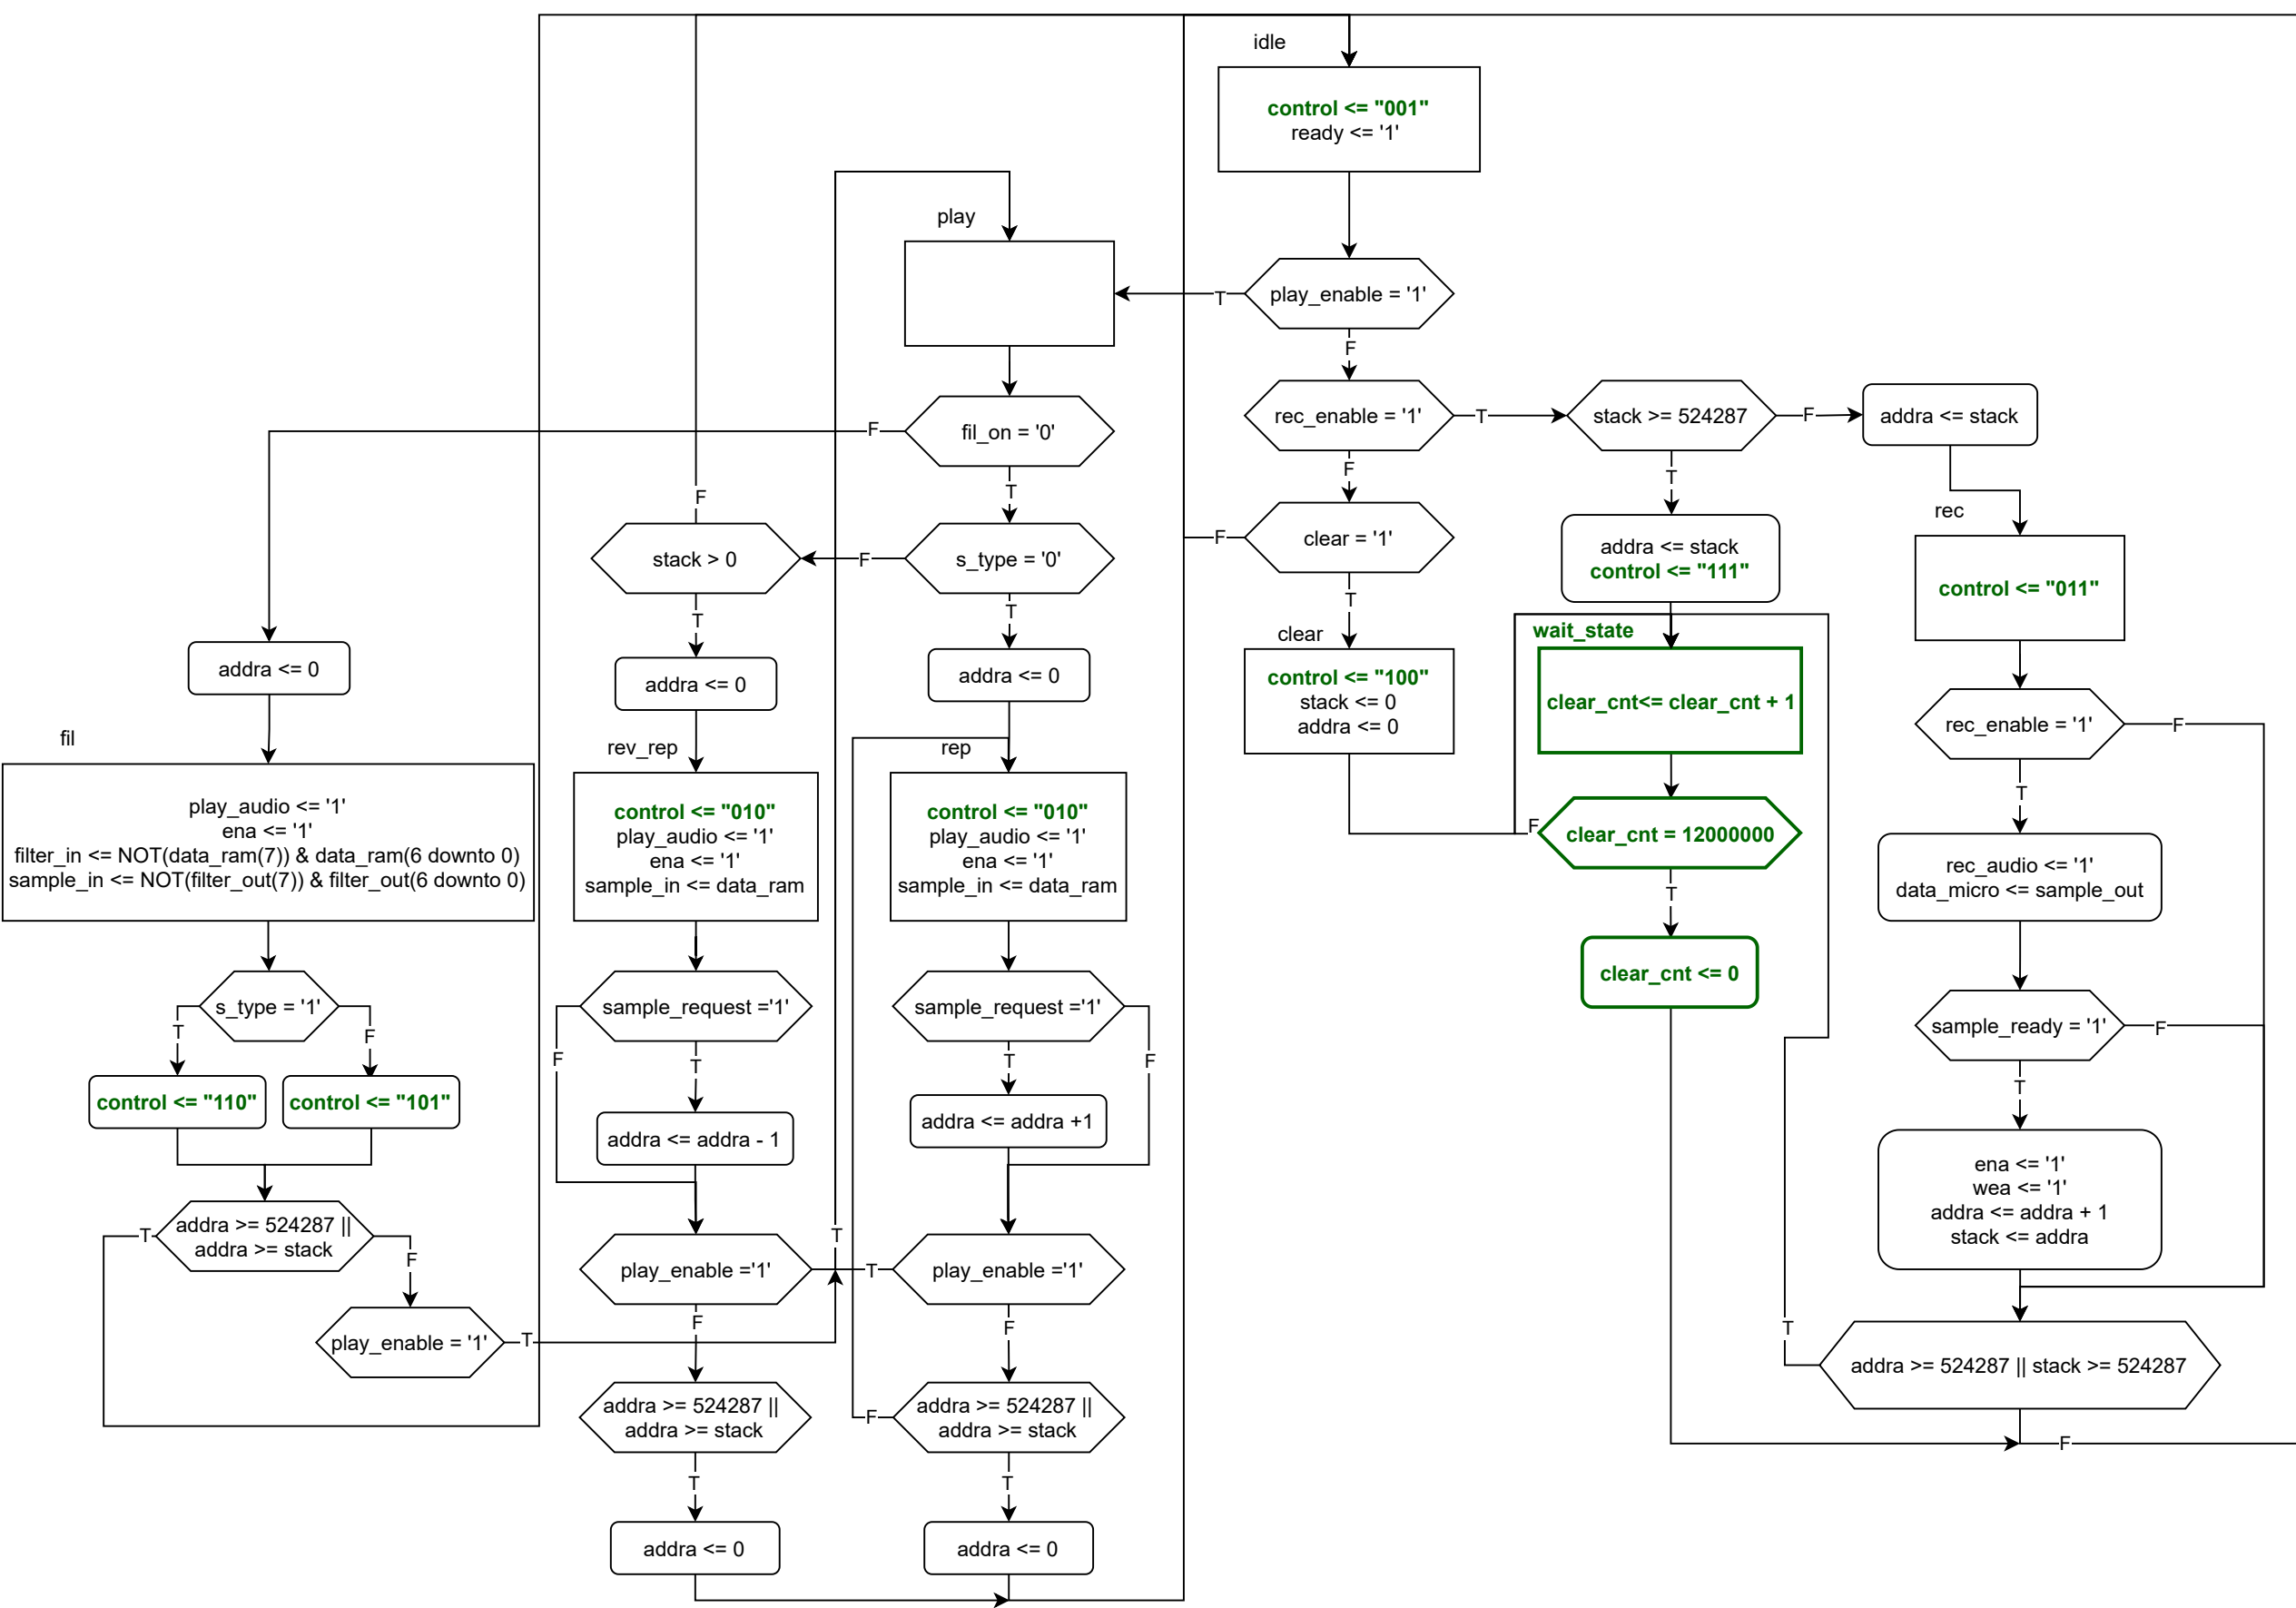 idle
control <= "001"
ready <= '1'
play
play_enable = '1'
T
F
rec_enable = '1'
T
stack >= 524287
F
addra <= stack
fil_on = '0'
F
T
F
T
rec
F
stack > 0
F
s_type = '0'
F
clear = '1'
addra <= stack
control <= "111"
control <= "011"
T
T
T
clear
wait_state
addra <= 0
addra <= 0
addra <= 0
control <= "100"
stack <= 0
addra <= 0
clear_cnt<= clear_cnt + 1
rec_enable = '1'
F
fil
rev_rep
rep
T
play_audio <= '1'
ena <= '1'
filter_in <= NOT(data_ram(7)) & data_ram(6 downto 0)
sample_in <= NOT(filter_out(7)) & filter_out(6 downto 0)
control <= "010"
play_audio <= '1'
ena <= '1'
sample_in <= data_ram
control <= "010"
play_audio <= '1'
ena <= '1'
sample_in <= data_ram
F
clear_cnt = 12000000
T
rec_audio <= '1'
data_micro <= sample_out
clear_cnt <= 0
s_type = '1'
T
F
sample_request ='1'
F
T
sample_request ='1'
T
F
sample_ready = '1'
F
T
control <= "110"
control <= "101"
addra <= addra - 1
addra <= addra +1
ena <= '1'
wea <= '1'
addra <= addra + 1
stack <= addra
T
addra >= 524287 ||
addra >= stack
F
T
play_enable ='1'
T
play_enable ='1'
F
F
play_enable = '1'
T
T
addra >= 524287 || stack >= 524287
addra >= 524287 ||
addra >= stack
F
addra >= 524287 ||
addra >= stack
F
T
T
addra <= 0
addra <= 0